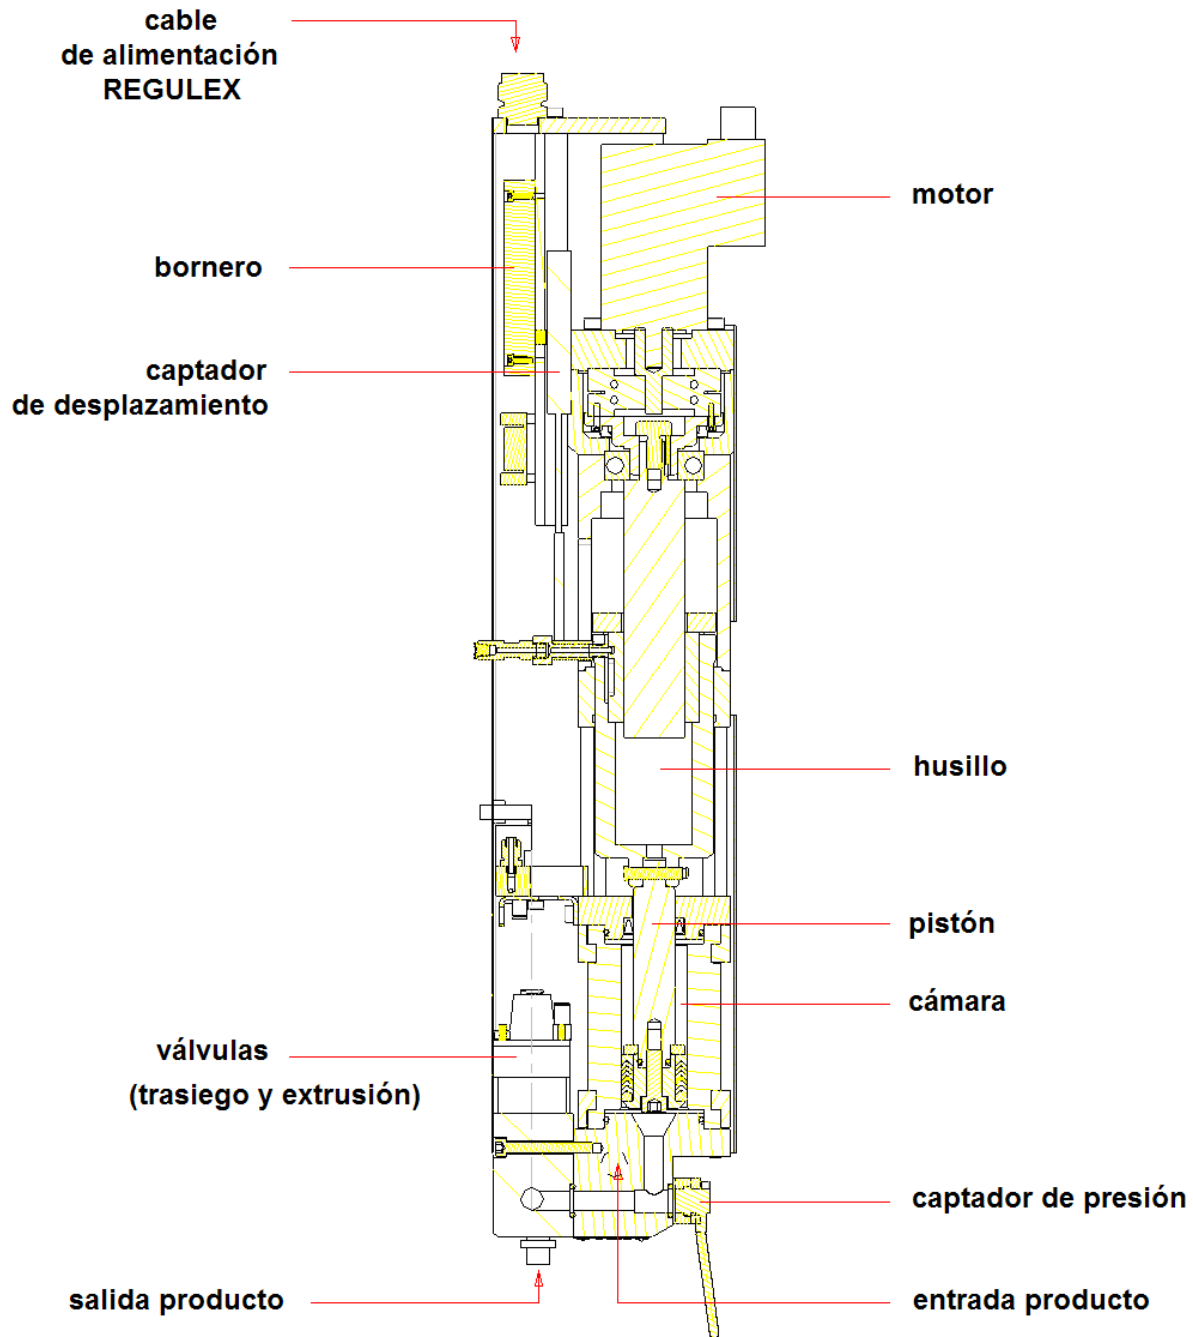 cable
de alimentación
REGULEX
motor
bornero
captador
de desplazamiento
husillo
pistón
cámara
válvulas
(trasiego y extrusión)
captador de presión
salida producto
entrada producto